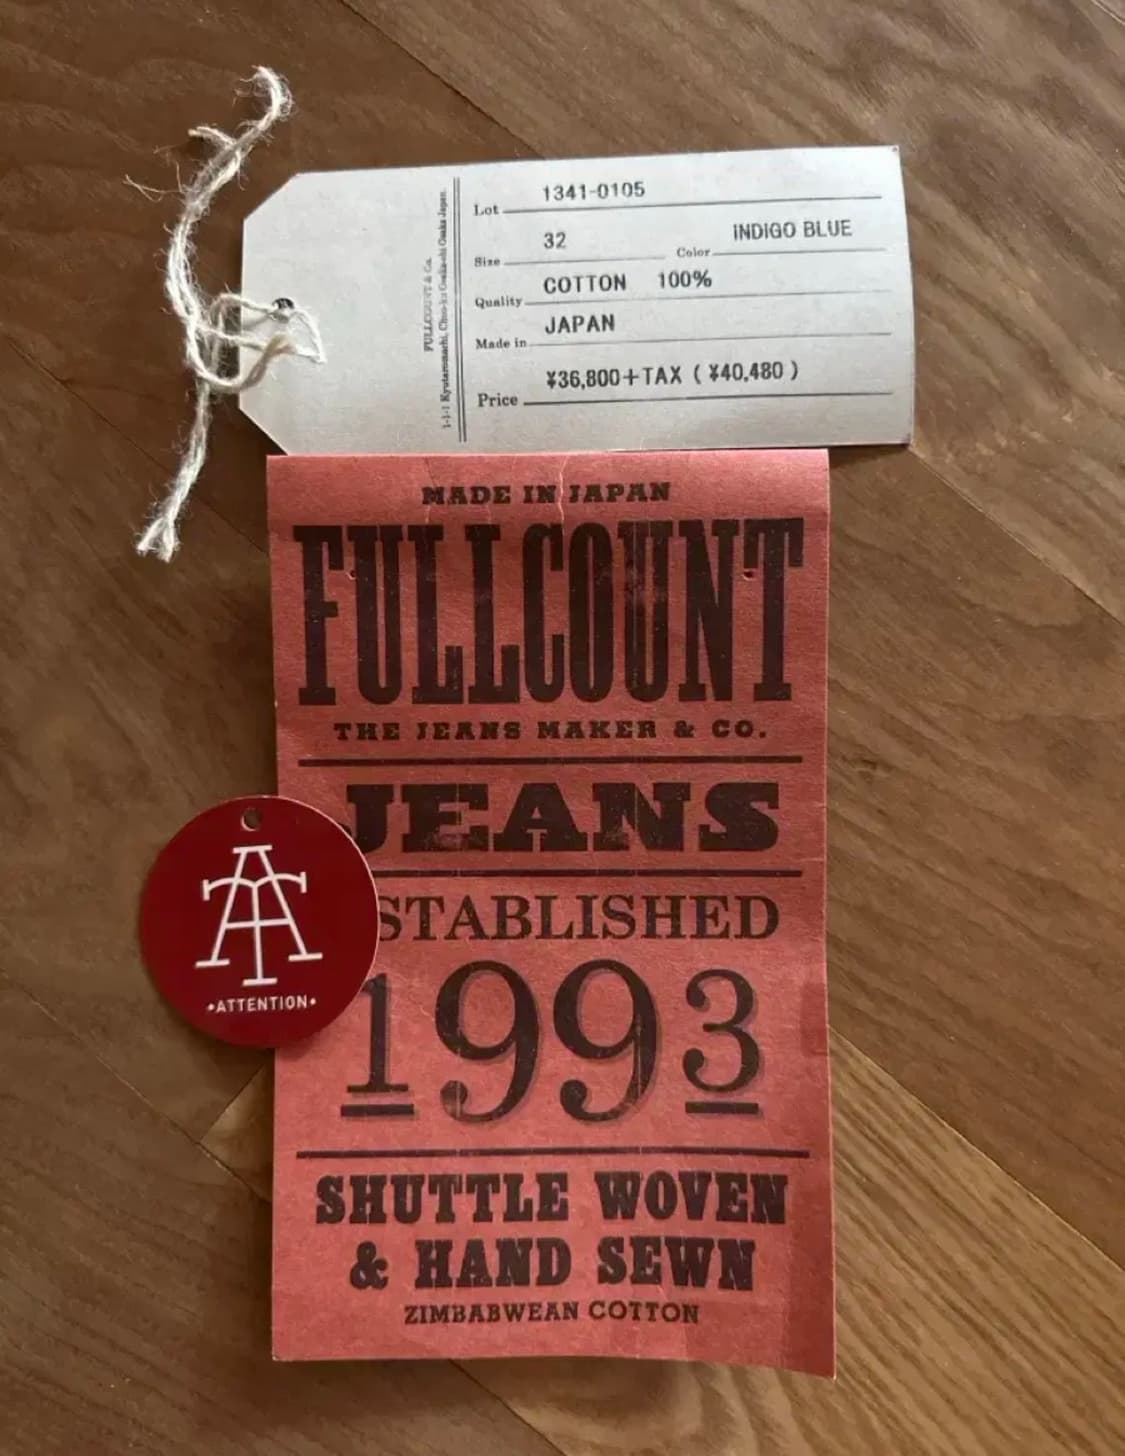 FULLCOUNT & Co.
1-1-1 Kyutaromachi, Chuo-ku Osaka-shi Osaka Japan.
Lot 1341-0105
Size 32 Color INDIGO BLUE
Quality COTTON 100%
Made in JAPAN
Price ¥36,800+TAX ( ¥40,480 )
MADE IN JAPAN
FULLCOUNT
THE JEANS MAKER & CO.
JEANS
STABLISHED
1993
SHUTTLE WOVEN
& HAND SEWN
ZIMBABWEAN COTTON
AT
•ATTENTION•